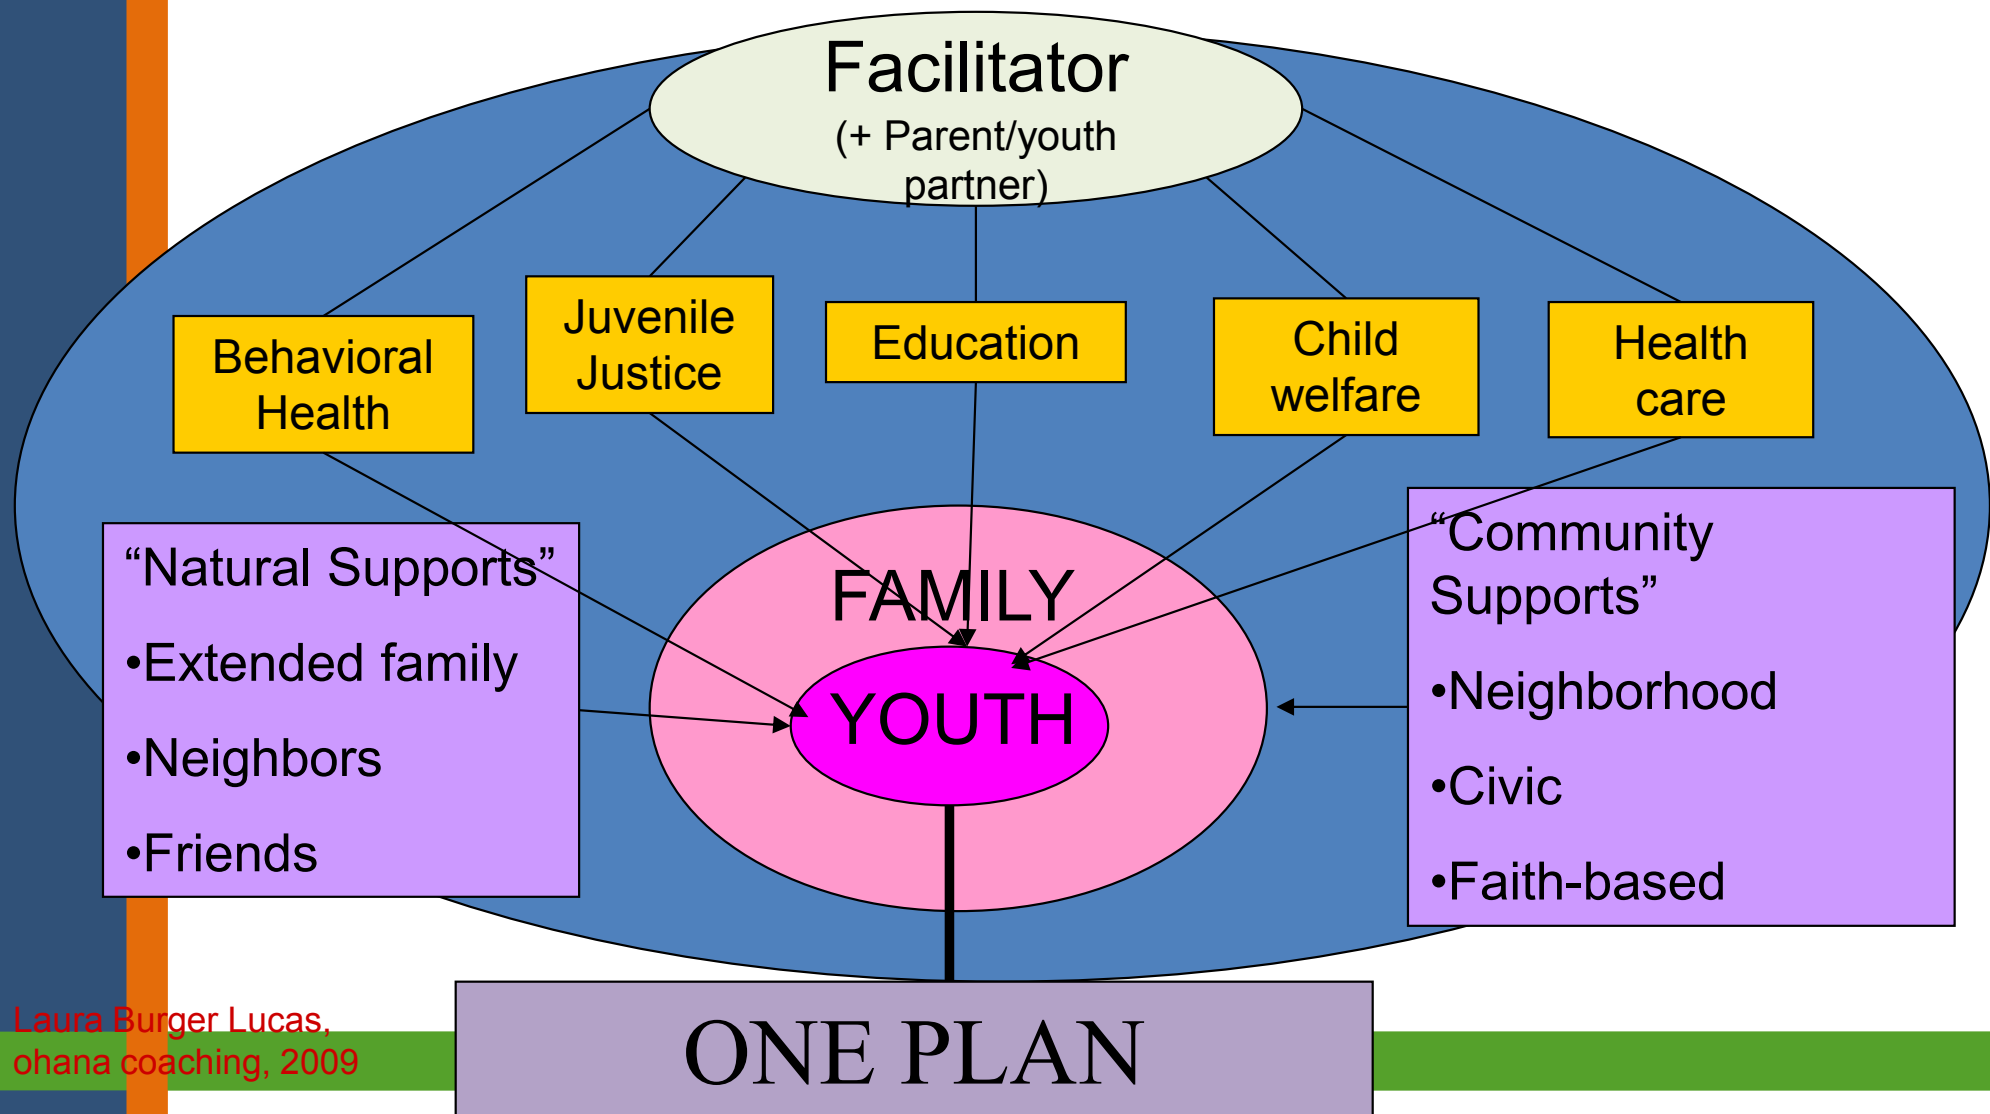 Facilitator
(+ Parent/youth
partner)
Behavioral
Health
Juvenile
Justice
Education
Child
welfare
Health
care
“Natural Supports”
•Extended family
•Neighbors
•Friends
FAMILY
YOUTH
“Community
Supports”
•Neighborhood
•Civic
•Faith-based
Laura Burger Lucas,
ohana coaching, 2009
ONE PLAN